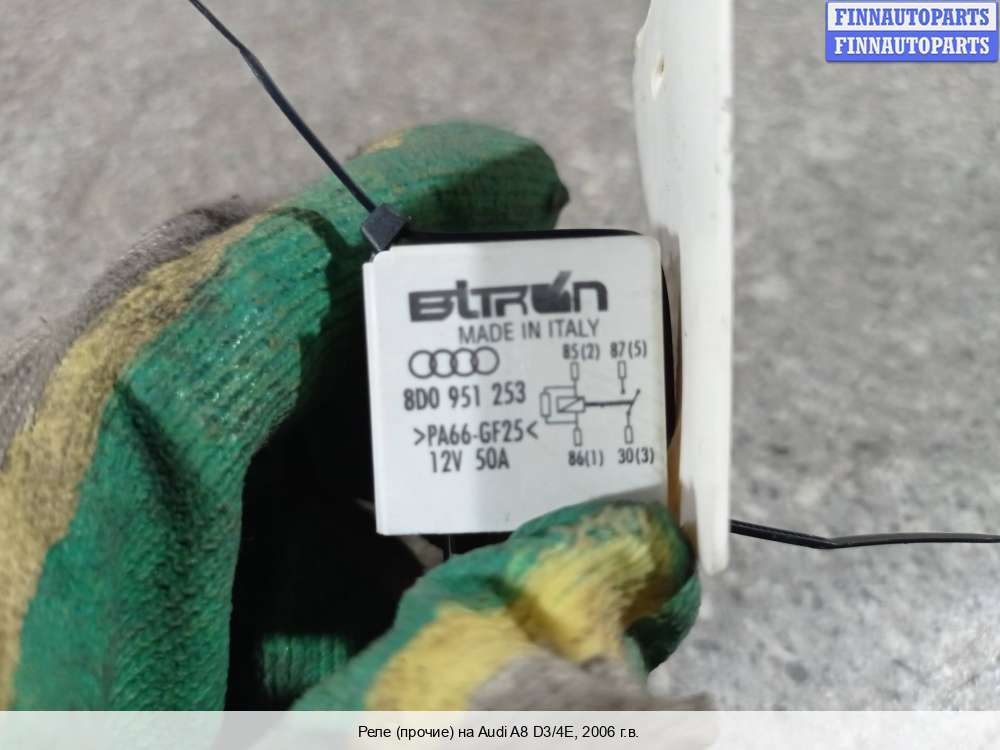 FINNAUTOPARTS
FINNAUTOPARTS
BITRON
MADE IN ITALY
85(2) 87(5)
8D0 951 253
>PA66-GF25<
12V 50A
86(1) 30(3)
Реле (прочие) на Audi A8 D3/4E, 2006 г.в.